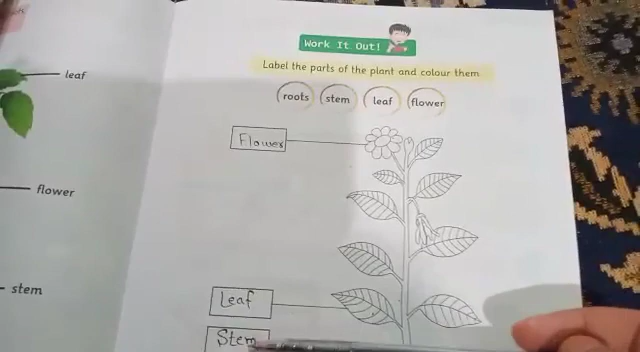 leaf
flower
stem
Work It Out!
Label the parts of the plant and colour them
roots stem leaf flower
Flower
Leaf
Stem